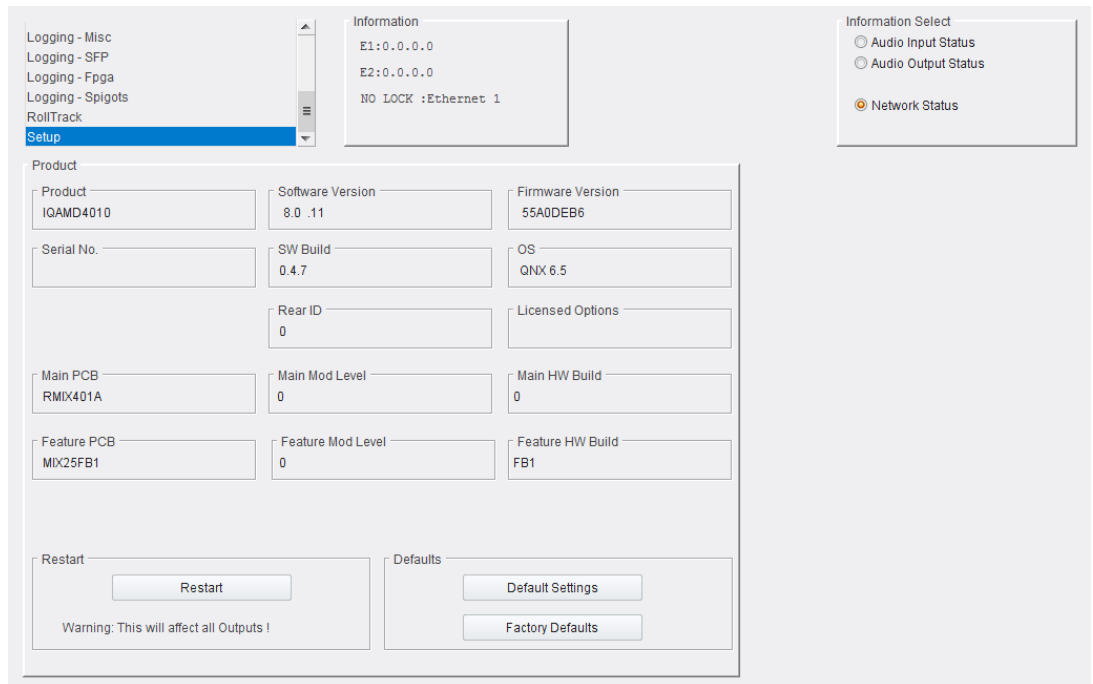 Logging - Misc
Logging - SFP
Logging - Fpga
Logging - Spigots
RollTrack
Setup
Information
E1:0.0.0.0
E2:0.0.0.0
NO LOCK :Ethernet 1
Information Select
Audio Input Status
Audio Output Status
Network Status
Product
Product
IQAMD4010
Software Version
8.0 .11
Firmware Version
55A0DEB6
Serial No.
SW Build
0.4.7
OS
QNX 6.5
Rear ID
0
Licensed Options
Main PCB
RMIX401A
Main Mod Level
0
Main HW Build
0
Feature PCB
MIX25FB1
Feature Mod Level
0
Feature HW Build
FB1
Restart
Restart
Warning: This will affect all Outputs !
Defaults
Default Settings
Factory Defaults